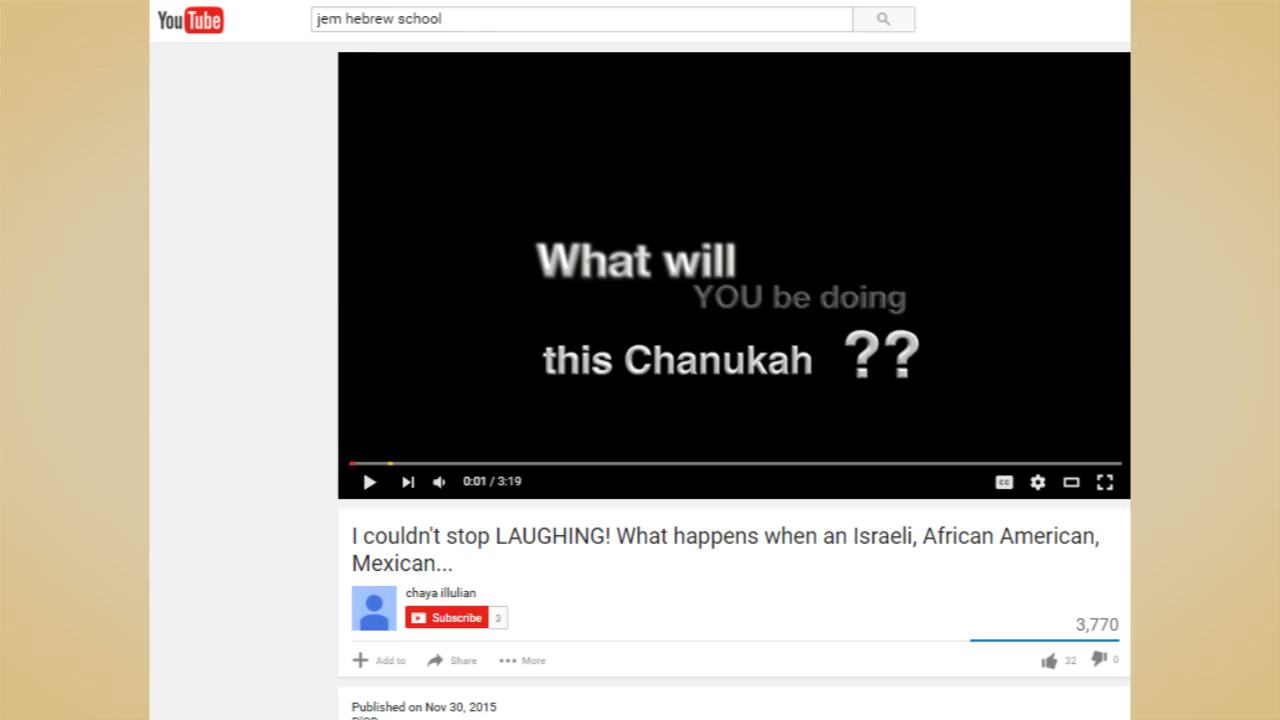 YouTube
jem hebrew school
What will
YOU be doing
this Chanukah ??
0:01 / 3:19
CC
I couldn't stop LAUGHING! What happens when an Israeli, African American,
Mexican...
chaya illulian
Subscribe 3
3,770
Add to Share More 32 0
Published on Nov 30, 2015